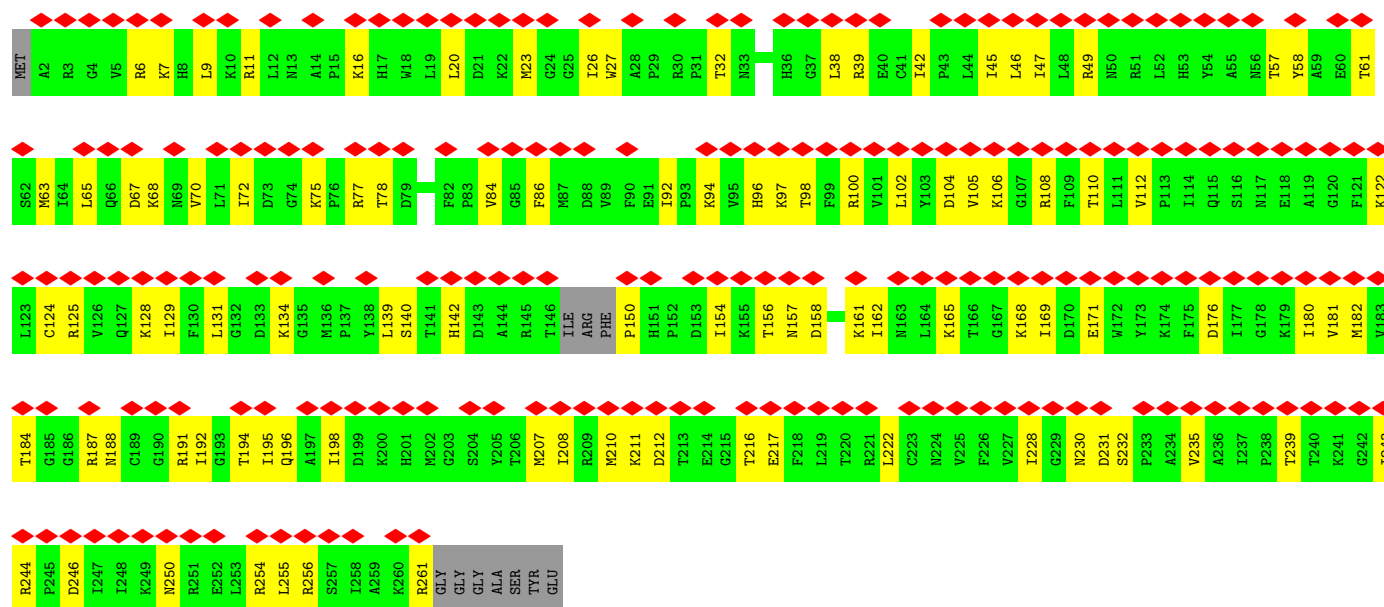 MET A2 R3 G4 V5 R6 K7 H8 L9 K10 R11 L12 N13 A14 P15 K16 H17 W18 L19 L20 D21 K22 M23 G24 G25 I26 W27 A28 P29 R30 P31 T32 N33 H36 G37 L38 R39 E40 C41 I42 P43 L44 I45 L46 I47 L48 R49 N50 R51 L52 H53 Y54 A55 N56 T57 Y58 A59 E60 T61
S62 M63 I64 L65 Q66 D67 K68 N69 V70 L71 I72 D73 G74 K75 P76 R77 T78 D79 F82 P83 V84 G85 F86 M87 D88 V89 F90 E91 I92 P93 K94 V95 H96 K97 T98 F99 R100 V101 L102 Y103 D104 V105 K106 G107 R108 F109 T110 L111 V112 P113 I114 Q115 S116 N117 E118 A119 G120 F121 K122
L123 C124 R125 V126 Q127 K128 I129 F130 L131 G132 D133 K134 G135 M136 P137 Y138 L139 S140 T141 H142 D143 A144 R145 T146 ILE ARG PHE P150 H151 P152 D153 I154 K155 T156 N157 D158 K161 I162 N163 L164 K165 T166 G167 K168 I169 D170 E171 W172 Y173 K174 F175 D176 I177 G178 K179 I180 V181 M182 V183
T184 G185 G186 R187 N188 C189 G190 R191 I192 G193 T194 I195 Q196 A197 I198 D199 K200 H201 M202 G203 S204 Y205 T206 M207 I208 R209 M210 K211 D212 T213 E214 G215 T216 E217 F218 L219 T220 R221 L222 C223 N224 V225 F226 V227 I228 G229 N230 D231 S232 P233 A234 V235 A236 I237 P238 T239 T240 K241 G242
R244 P245 D246 I247 I248 K249 N250 R251 E252 L253 R254 L255 R256 S257 I258 A259 K260 R261 GLY GLY GLY ALA SER TYR GLU